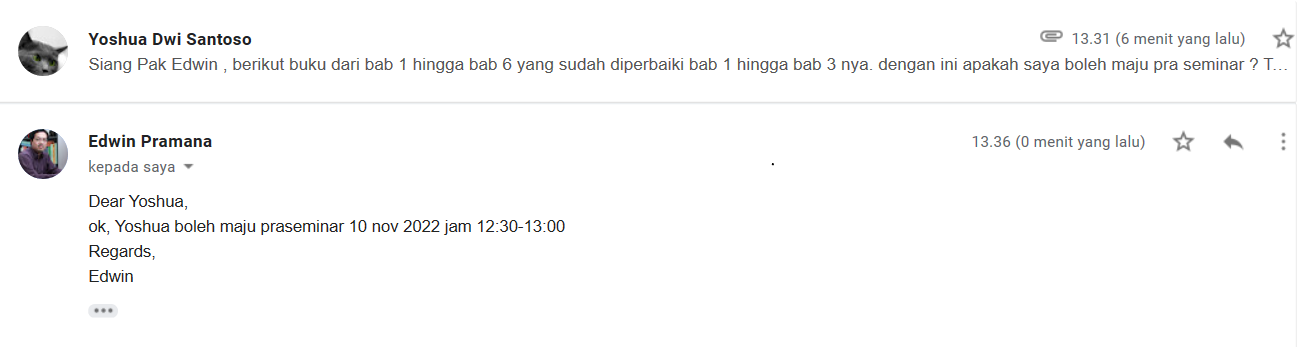 Yoshua Dwi Santoso
13.31 (6 menit yang lalu)
Siang Pak Edwin , berikut buku dari bab 1 hingga bab 6 yang sudah diperbaiki bab 1 hingga bab 3 nya. dengan ini apakah saya boleh maju pra seminar ? T...
Edwin Pramana
13.36 (0 menit yang lalu)
kepada saya
Dear Yoshua,
ok, Yoshua boleh maju praseminar 10 nov 2022 jam 12:30-13:00
Regards,
Edwin